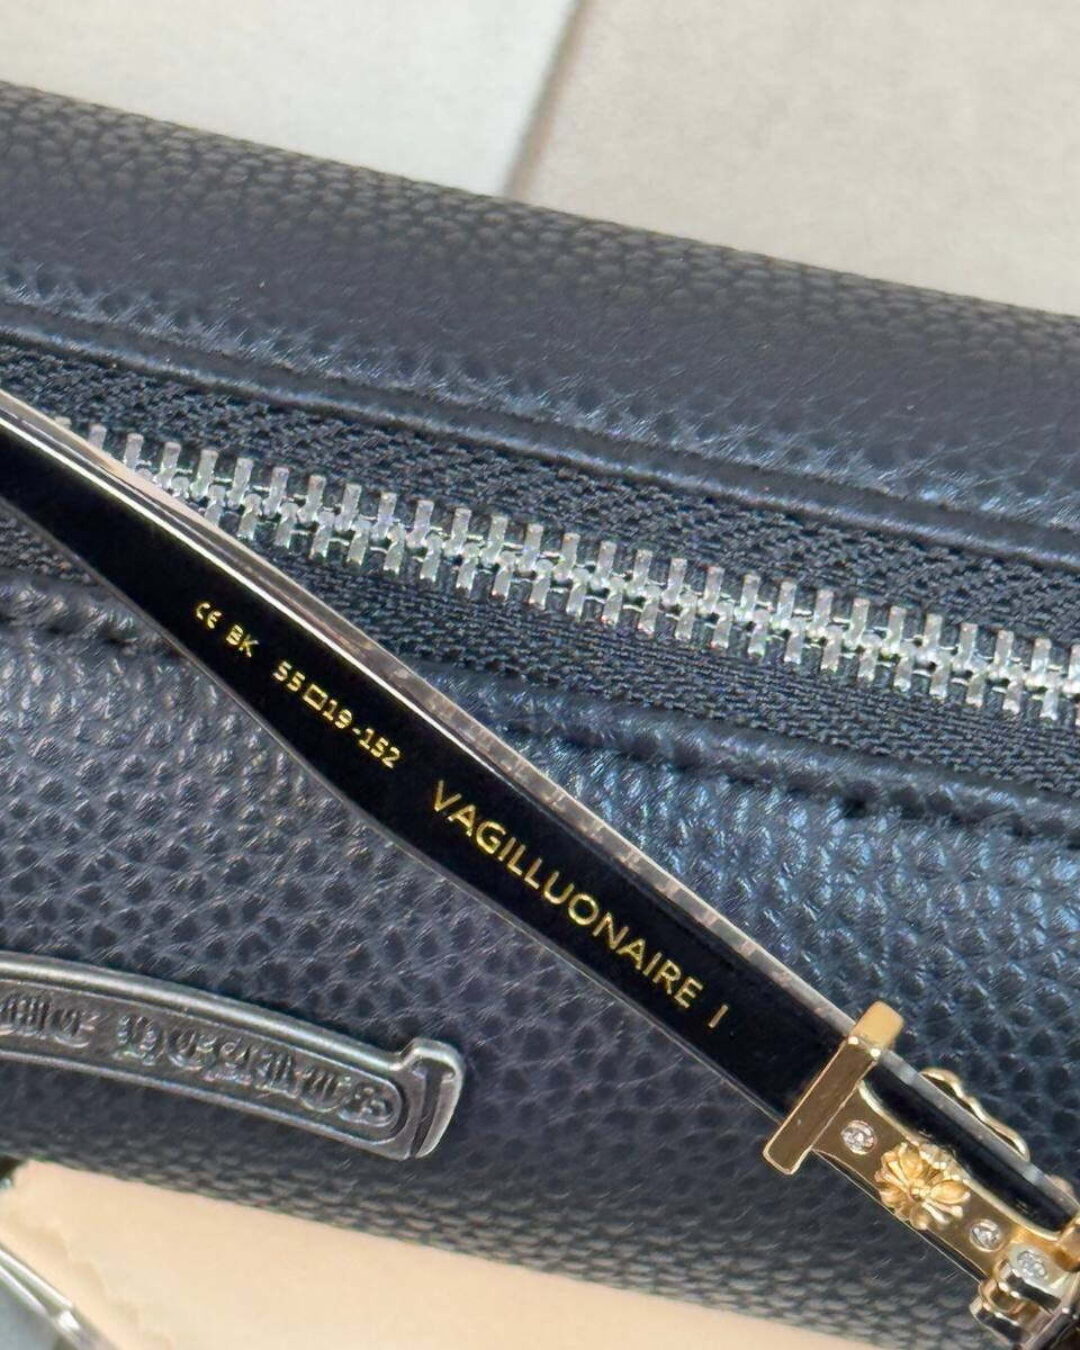 CE BK 55□19-152 VAGILLUONAIRE I